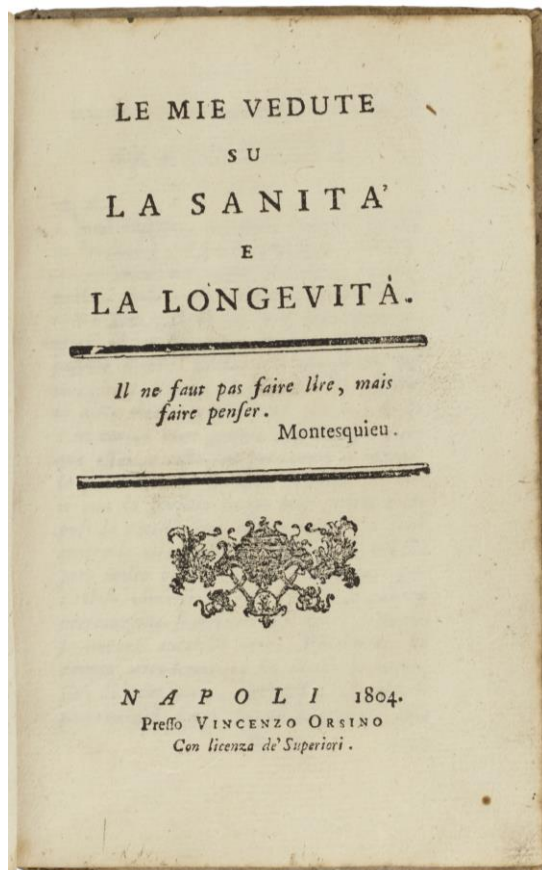 LE MIE VEDUTE
SU
LA SANITA'
E
LA LONGEVITÀ.
Il ne faut pas faire lire, mais
faire penſer.
Montesquieu.
NAPOLI 1804.
Preſſo VINCENZO ORSINO
Con licenza de' Superiori.